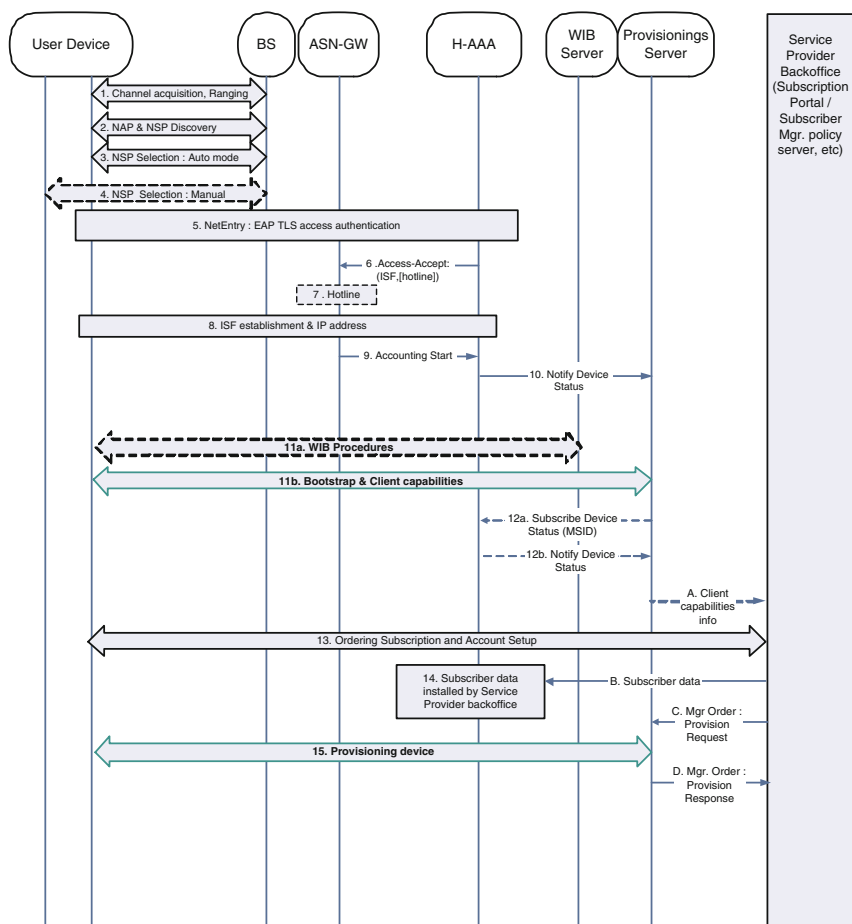 User Device
BS
ASN-GW
H-AAA
WIB
Server
Provisionings
Server
Service
Provider
Backoffice
(Subscription
Portal /
Subscriber
Mgr. policy
server, etc)
1. Channel acquisition, Ranging
2. NAP & NSP Discovery
3. NSP Selection : Auto mode
4. NSP Selection : Manual
5. NetEntry : EAP TLS access authentication
6 .Access-Accept:
(ISF,[hotline])
7 . Hotline
8. ISF establishment & IP address
9. Accounting Start
10. Notify Device
Status
11a. WIB Procedures
11b. Bootstrap & Client capabilities
12a. Subscribe Device
Status (MSID)
12b. Notify Device
Status
A. Client
capabilities
info
13. Ordering Subscription and Account Setup
14. Subscriber data
installed by Service
Provider backoffice
B. Subscriber data
C. Mgr Order :
Provision
Request
15. Provisioning device
D. Mgr. Order :
Provision
Response